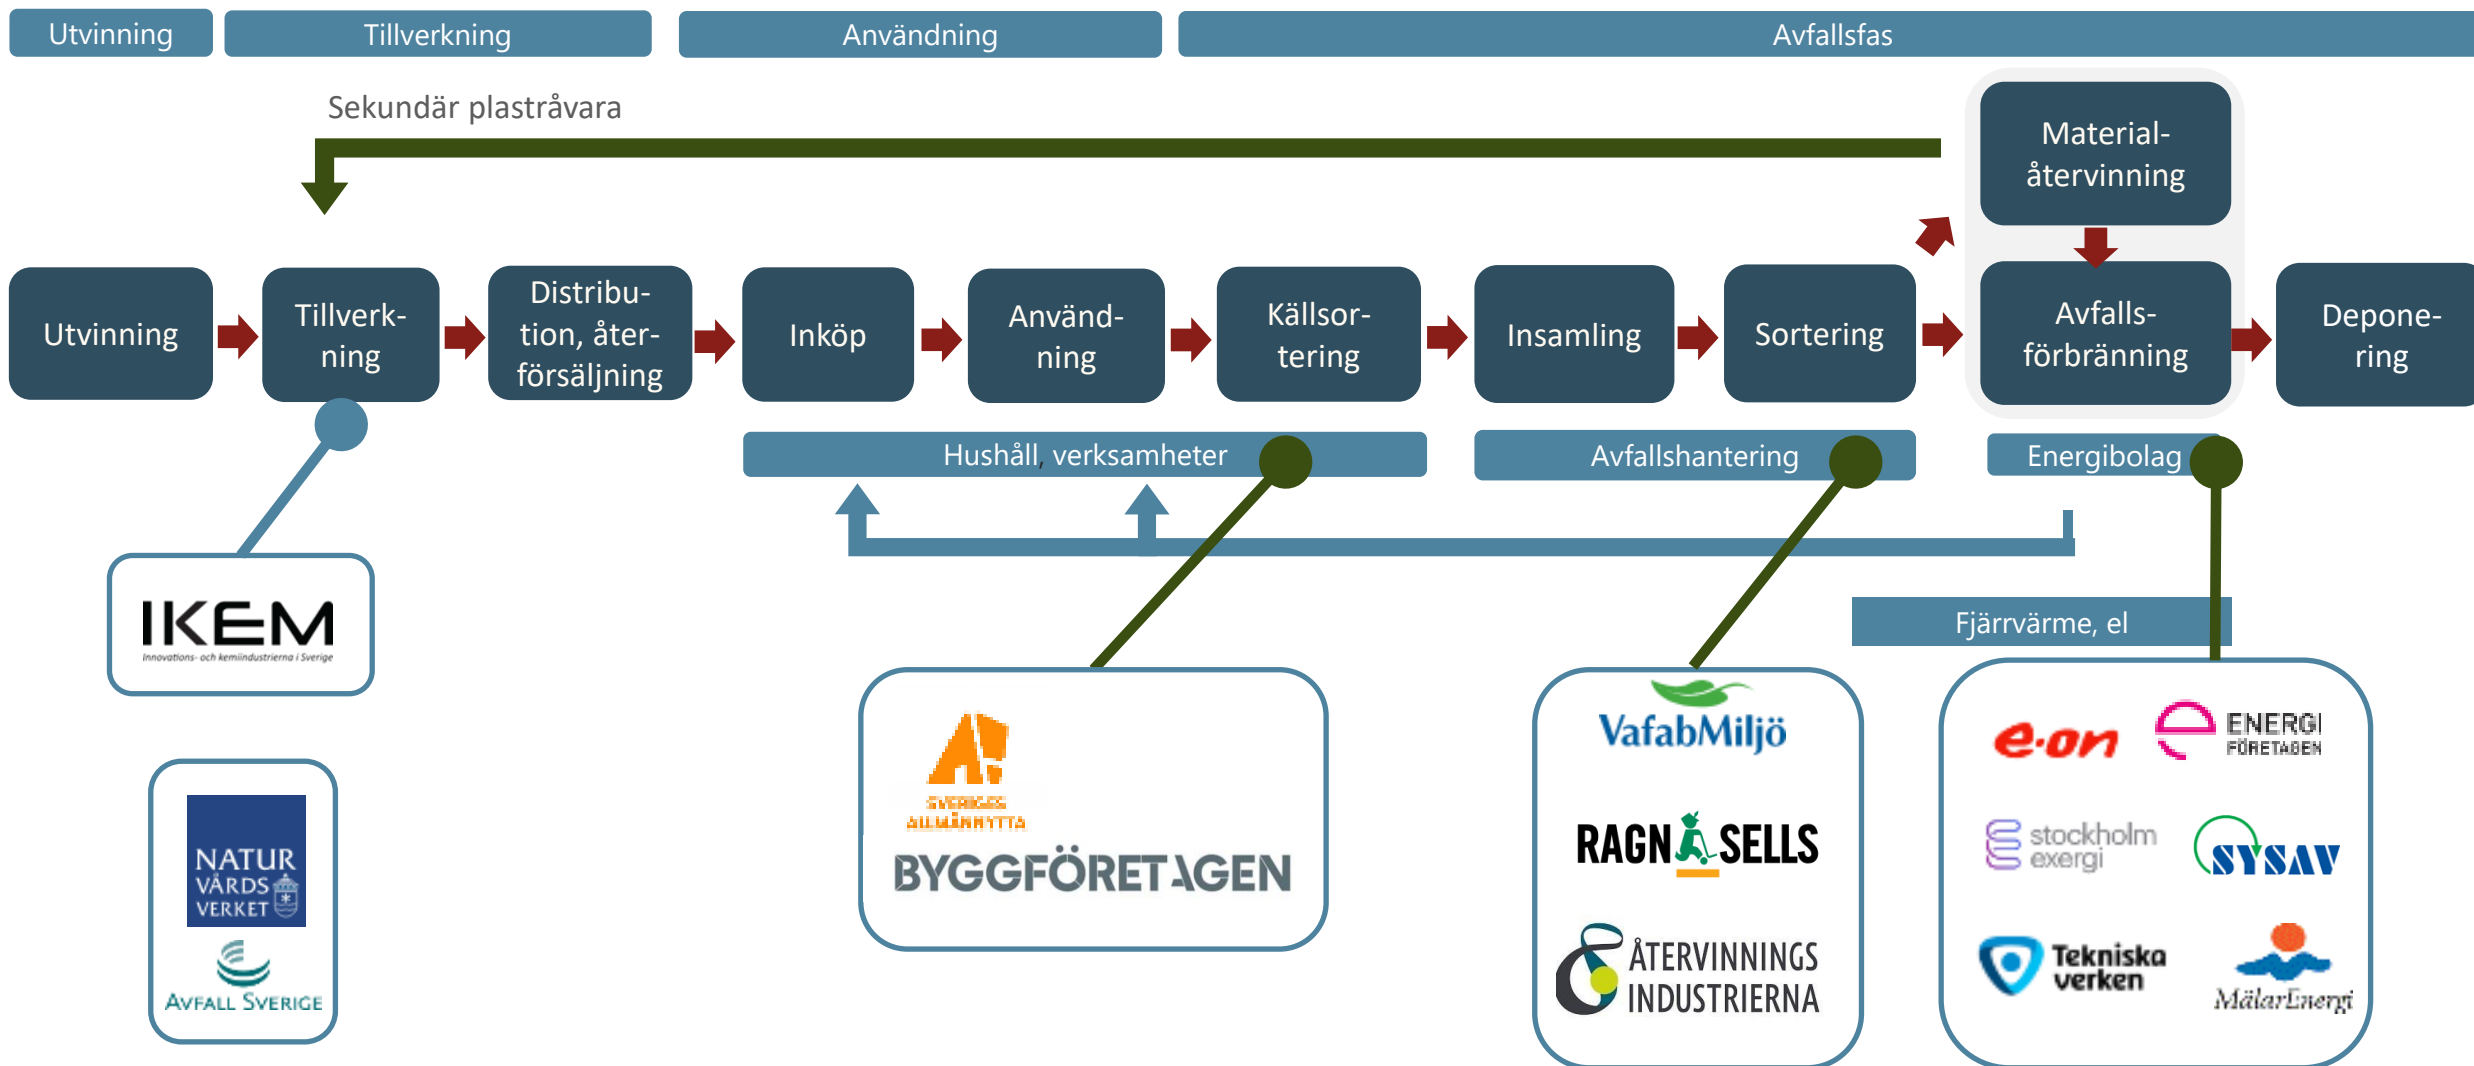 Utvinning
Tillverkning
Användning
Avfallsfas
Sekundär plastråvara
Material-
återvinning
Utvinning
Tillverk-
ning
Distribu-
tion, åter-
försäljning
Inköp
Använd-
ning
Källsor-
tering
Insamling
Sortering
Avfalls-
förbränning
Depone-
ring
Hushåll, verksamheter
Avfallshantering
Energibolag
Fjärrvärme, el
IKEM
Innovations- och kemiindustrierna i Sverige
NATUR
VÅRDS
VERKET
AVFALL SVERIGE
SVERIGES
ALLMÄNNYTTA
BYGGFÖRETAGEN
VafabMiljö
RAGN SELLS
ÅTERVINNINGS
INDUSTRIERNA
e·on
ENERGI
FÖRETAGEN
stockholm
exergi
SYSAV
Tekniska
verken
MälarEnergi